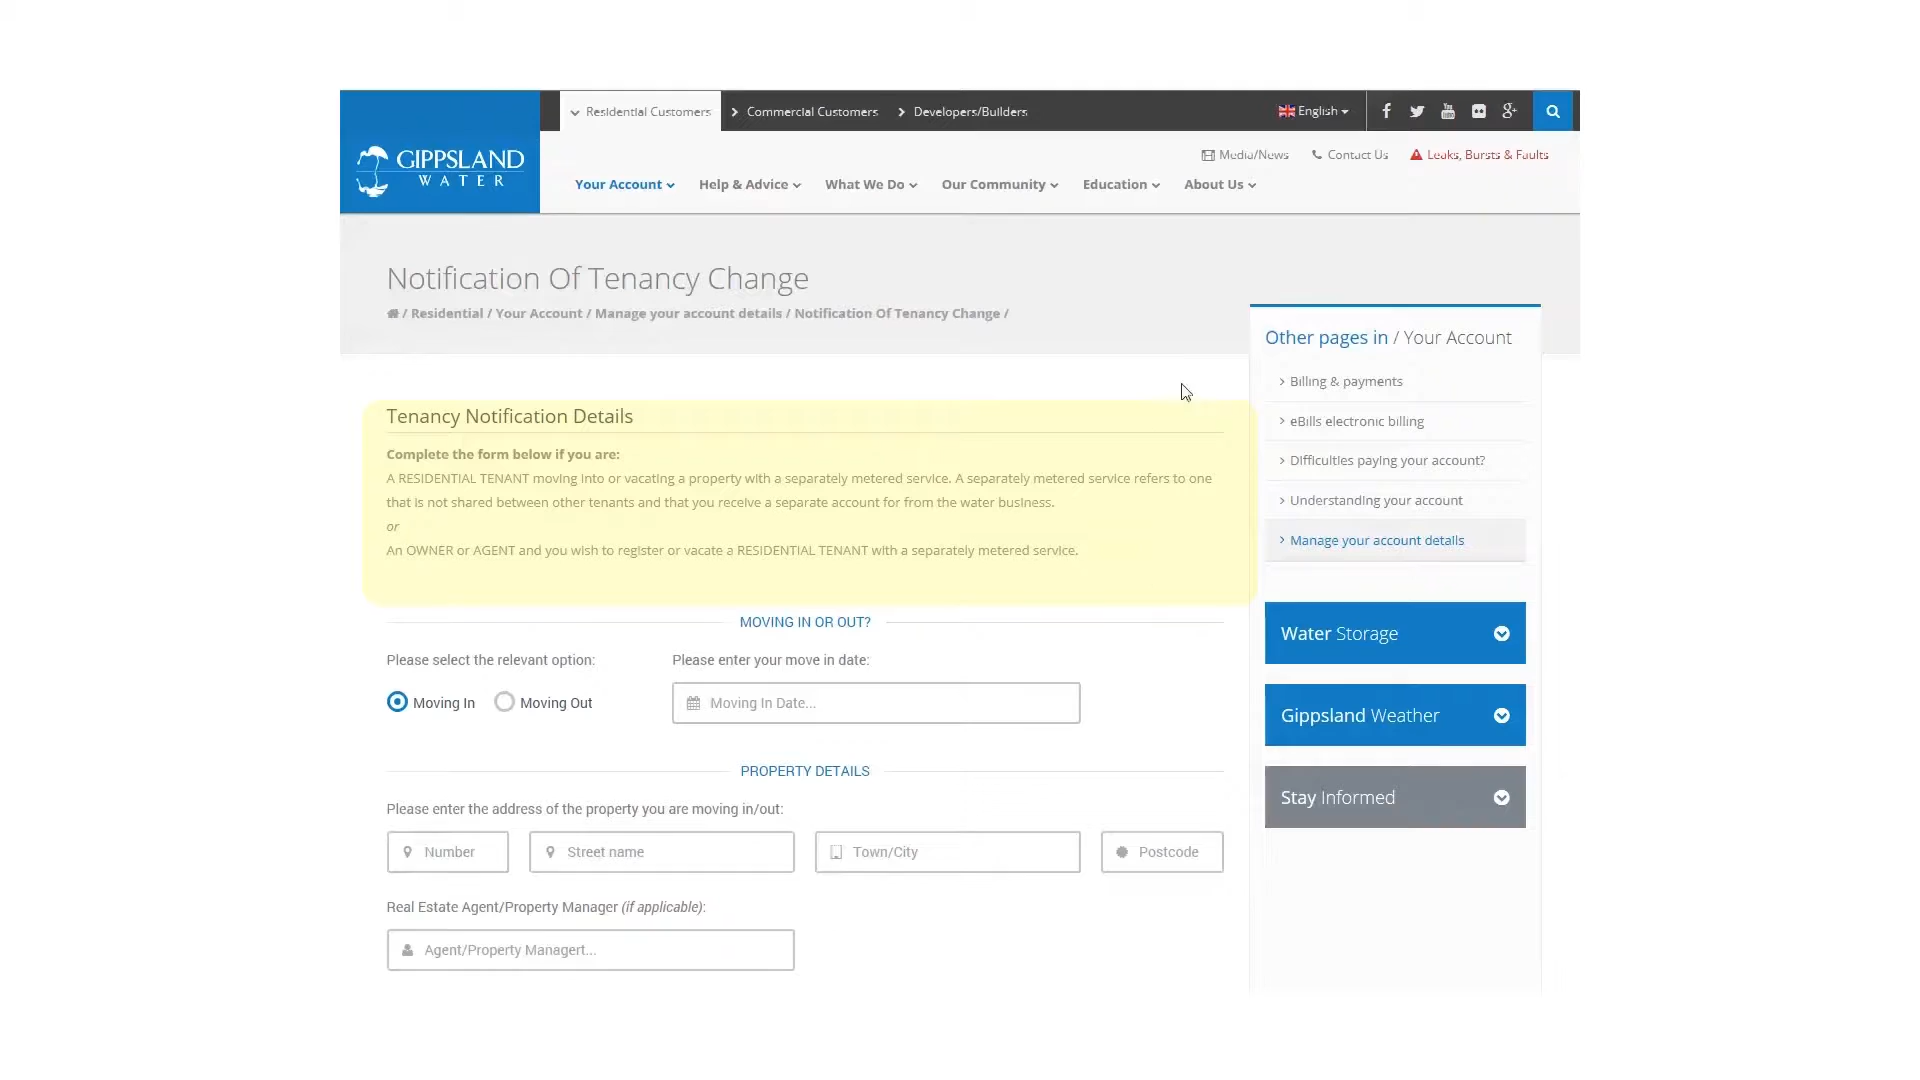 Residential Customers
Commercial Customers
Developers/Builders
English
GIPPSLAND
WATER
Media/News
Contact Us
Leaks, Bursts & Faults
Your Account
Help & Advice
What We Do
Our Community
Education
About Us
Notification Of Tenancy Change
/ Residential / Your Account / Manage your account details / Notification Of Tenancy Change /
Other pages in / Your Account
Billing & payments
eBills electronic billing
Difficulties paying your account?
Understanding your account
Manage your account details
Tenancy Notification Details
Complete the form below if you are:
A RESIDENTIAL TENANT moving into or vacating a property with a separately metered service. A separately metered service refers to one
that is not shared between other tenants and that you receive a separate account for from the water business.
or
An OWNER or AGENT and you wish to register or vacate a RESIDENTIAL TENANT with a separately metered service.
MOVING IN OR OUT?
Please select the relevant option:
Please enter your move in date:
Moving In
Moving Out
Moving In Date...
PROPERTY DETAILS
Please enter the address of the property you are moving in/out:
Number
Street name
Town/City
Postcode
Real Estate Agent/Property Manager (if applicable):
Agent/Property Managert...
Water Storage
Gippsland Weather
Stay Informed